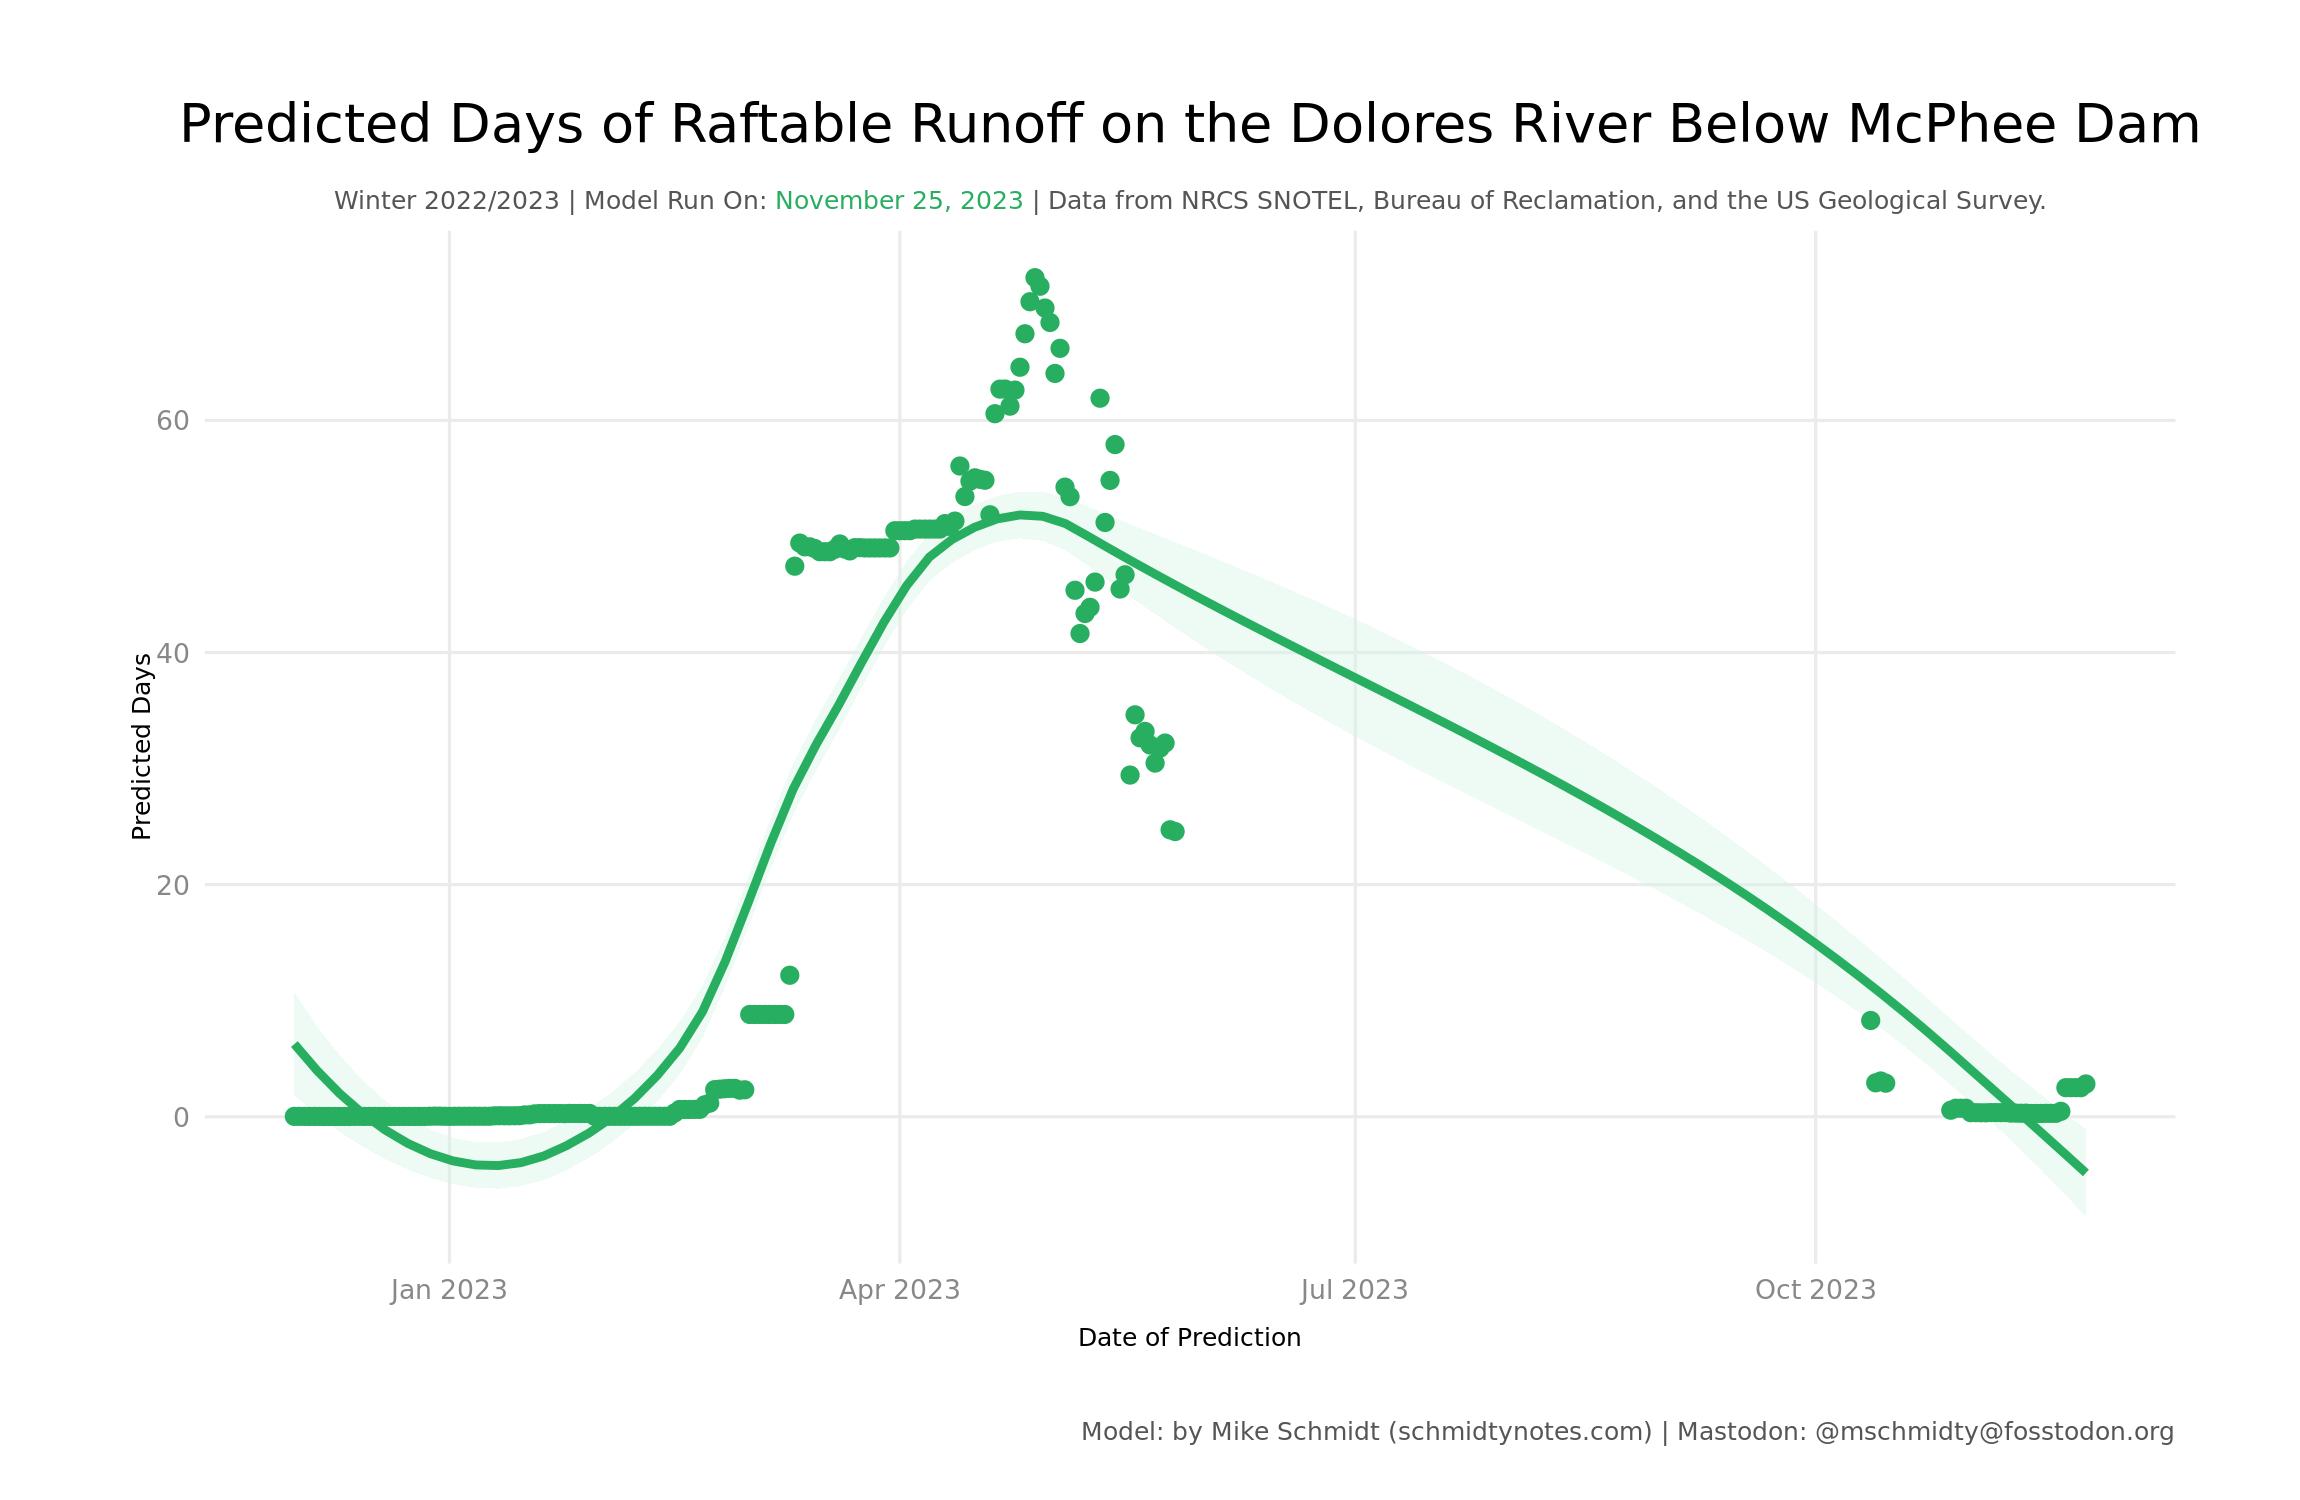 Predicted Days of Raftable Runoff on the Dolores River Below McPhee Dam
Winter 2022/2023 | Model Run On: November 25, 2023 | Data from NRCS SNOTEL, Bureau of Reclamation, and the US Geological Survey.
60
40
20
0
Predicted Days
Jan 2023
Apr 2023
Jul 2023
Oct 2023
Date of Prediction
Model: by Mike Schmidt (schmidtynotes.com) | Mastodon: @mschmidty@fosstodon.org